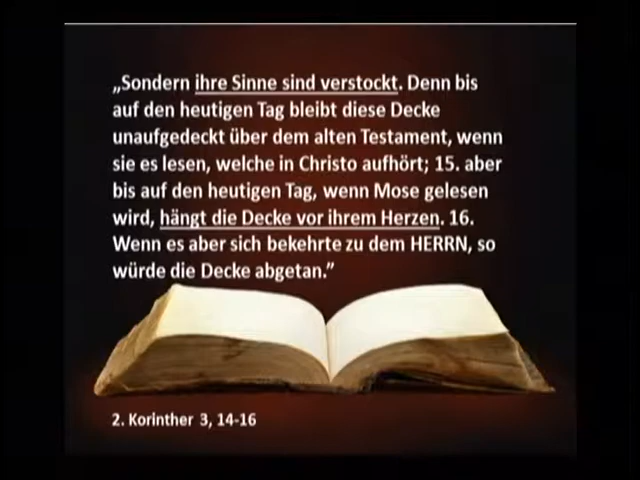 „Sondern ihre Sinne sind verstockt. Denn bis
auf den heutigen Tag bleibt diese Decke
unaufgedeckt über dem alten Testament, wenn
sie es lesen, welche in Christo aufhört; 15. aber
bis auf den heutigen Tag, wenn Mose gelesen
wird, hängt die Decke vor ihrem Herzen. 16.
Wenn es aber sich bekehrte zu dem HERRN, so
würde die Decke abgetan.”
2. Korinther 3, 14-16